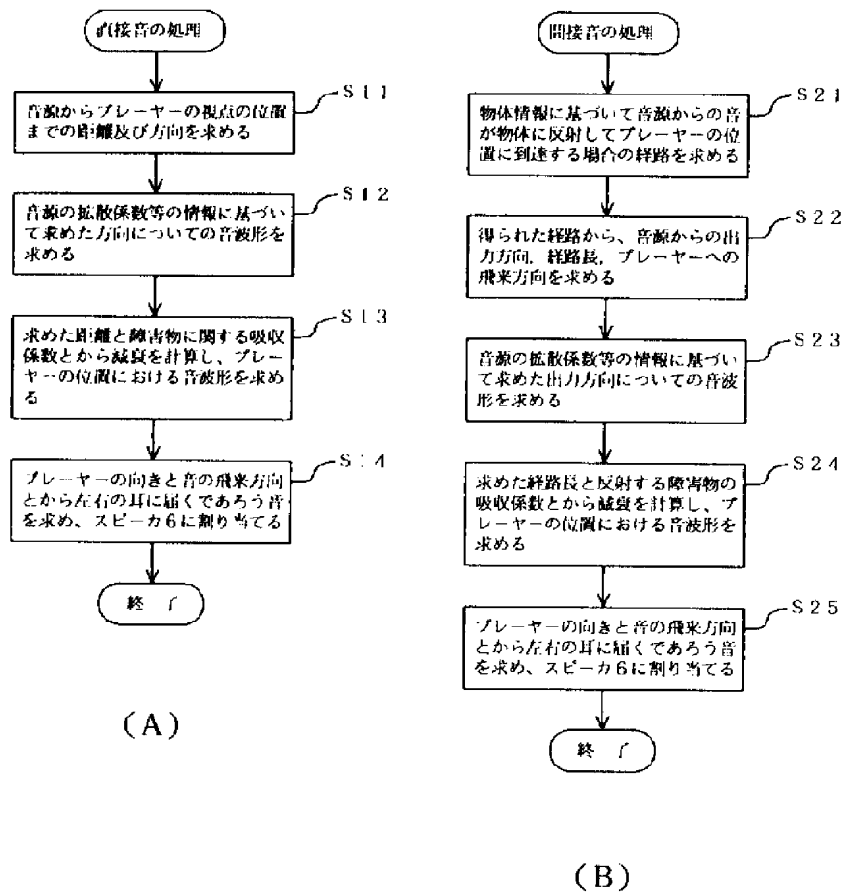 直接音の処理
S11
音源からプレーヤーの視点の位置
までの距離及び方向を求める
S12
音源の拡散係数等の情報に基づい
て求めた方向についての音波形を
求める
S13
求めた距離と障害物に関する吸収
係数とから減衰を計算し、プレー
ヤーの位置における音波形を求め
る
S14
プレーヤーの向きと音の飛来方向
とから左右の耳に届くであろう音
を求め、スピーカ6に割り当てる
終 了
(A)
間接音の処理
S21
物体情報に基づいて音源からの音
が物体に反射してプレーヤーの位
置に到達する場合の経路を求める
S22
得られた経路から、音源からの出
力方向，経路長，プレーヤーへの
飛来方向を求める
S23
音源の拡散係数等の情報に基づい
て求めた出力方向についての音波
形を求める
S24
求めた経路長と反射する障害物の
吸収係数とから減衰を計算し、プ
レーヤーの位置における音波形を
求める
S25
プレーヤーの向きと音の飛来方向
とから左右の耳に届くであろう音
を求め、スピーカ6に割り当てる
終 了
(B)